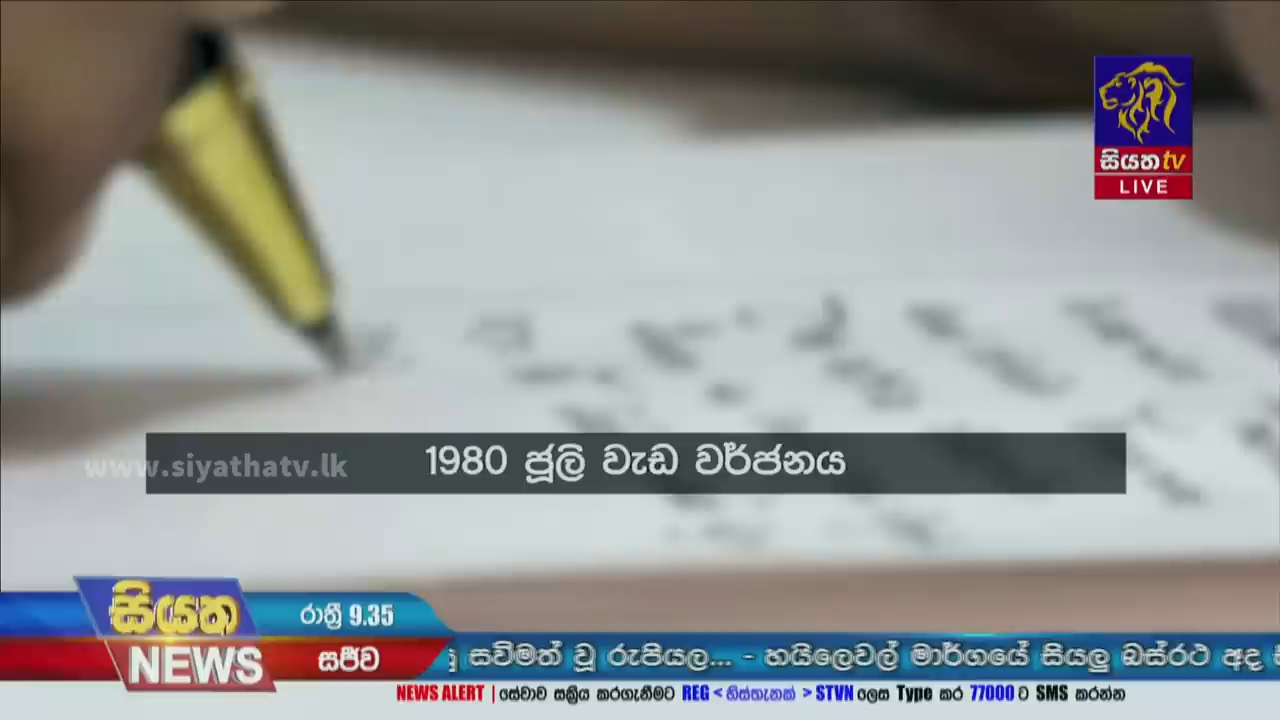 සියත tv
LIVE
1980 ජූලි වැඩ වර්ජනය
www.siyathatv.lk
සියත
NEWS
රාත්‍රී 9.35
සජීව
සවිමත් වූ රුපියල... - හයිලෙවල් මාර්ගයේ සියලු බස්රථ අද
NEWS ALERT | සේවාව සක්‍රිය කරගැනීමට REG < හිස්තැනක් > STVN ලෙස Type කර 77000 ට SMS කරන්න